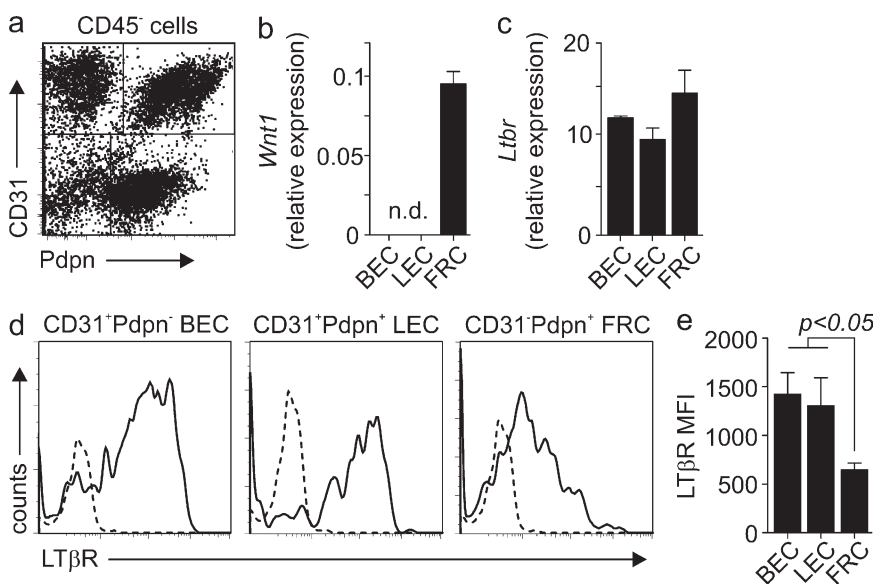 a
CD45⁻ cells
CD31
Pdpn
b
Wnt1
(relative expression)
0.1
0.05
0
n.d.
BEC
LEC
FRC
c
Ltbr
(relative expression)
20
10
0
BEC
LEC
FRC
d
CD31⁺Pdpn⁻ BEC
CD31⁺Pdpn⁺ LEC
CD31⁻Pdpn⁺ FRC
counts
LTβR
e
p<0.05
LTβR MFI
2000
1500
1000
500
0
BEC
LEC
FRC